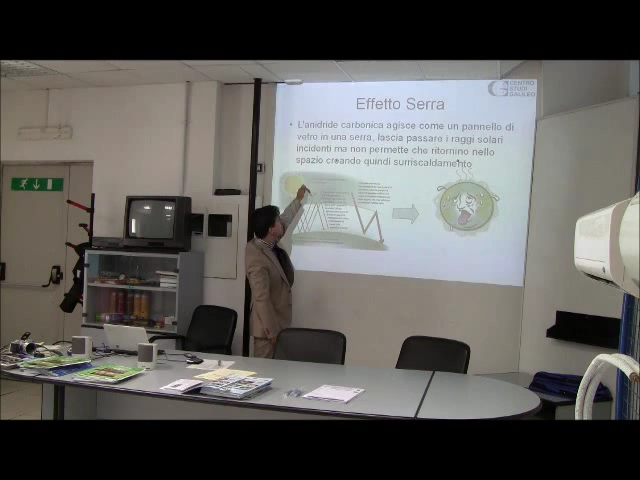 CENTRO
STUDI
GALILEO
Effetto Serra
• L'anidride carbonica agisce come un pannello di
vetro in una serra, lascia passare i raggi solari
incidenti ma non permette che ritornino nello
spazio creando quindi surriscaldamento